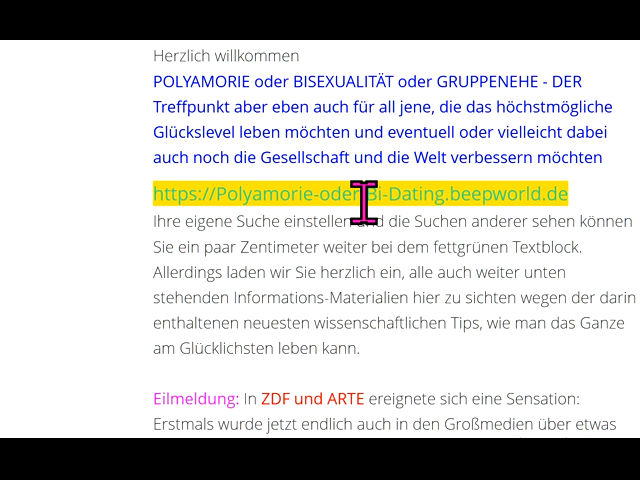 Herzlich willkommen
POLYAMORIE oder BISEXUALITÄT oder GRUPPENEHE - DER
Treffpunkt aber eben auch für all jene, die das höchstmögliche
Glückslevel leben möchten und eventuell oder vielleicht dabei
auch noch die Gesellschaft und die Welt verbessern möchten
https://Polyamorie-oder-Bi-Dating.beepworld.de
Ihre eigene Suche einstellen und die Suchen anderer sehen können
Sie ein paar Zentimeter weiter bei dem fettgrünen Textblock.
Allerdings laden wir Sie herzlich ein, alle auch weiter unten
stehenden Informations-Materialien hier zu sichten wegen der darin
enthaltenen neuesten wissenschaftlichen Tips, wie man das Ganze
am Glücklichsten leben kann.
Eilmeldung: In ZDF und ARTE ereignete sich eine Sensation:
Erstmals wurde jetzt endlich auch in den Großmedien über etwas